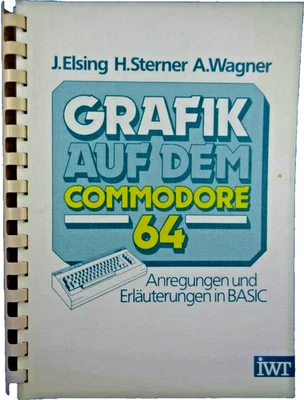 J.Elsing H.Sterner A.Wagner
GRAFIK
AUF DEM
COMMODORE
64
Anregungen und
Erläuterungen in BASIC
iWT